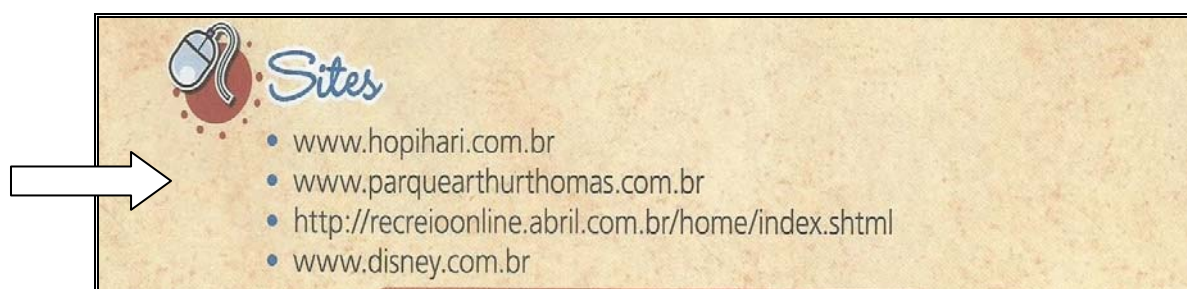 Sites
• www.hopihari.com.br
• www.parquearthurthomas.com.br
• http://recreioonline.abril.com.br/home/index.shtml
• www.disney.com.br